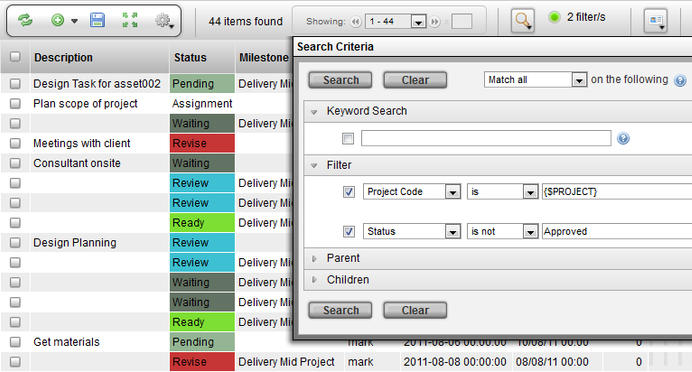 44 items found Showing: 1 - 44 2 filter/s
Description Status Milestone
Search Criteria
Design Task for asset002 Pending Delivery Mid
Search Clear Match all on the following
Plan scope of project Assignment
Keyword Search
Waiting Delivery Mid
Meetings with client Revise
Consultant onsite Waiting
Filter
Review Delivery Mid
Project Code is {$PROJECT}
Review Delivery Mid
Ready Delivery Mid
Status is not Approved
Design Planning Review
Parent
Review Delivery Mid
Children
Waiting Delivery Mid
Waiting Delivery Mid
Search Clear
Ready Delivery Mid
Get materials Pending mark 2011-08-06 00:00:00 10/08/11 00:00 0
Revise Delivery Mid Project mark 2011-08-08 00:00:00 08/08/11 00:00 0